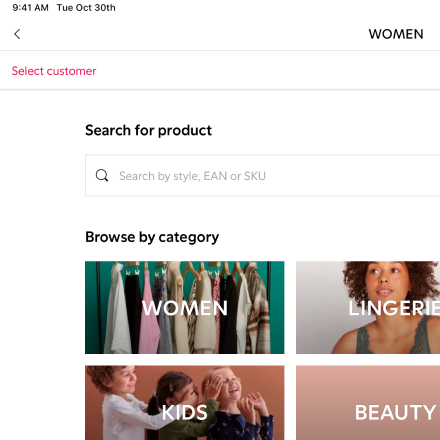 9:41 AM Tue Oct 30th
WOMEN
Select customer
Search for product
Search by style, EAN or SKU
Browse by category
WOMEN
LINGERIE
KIDS
BEAUTY